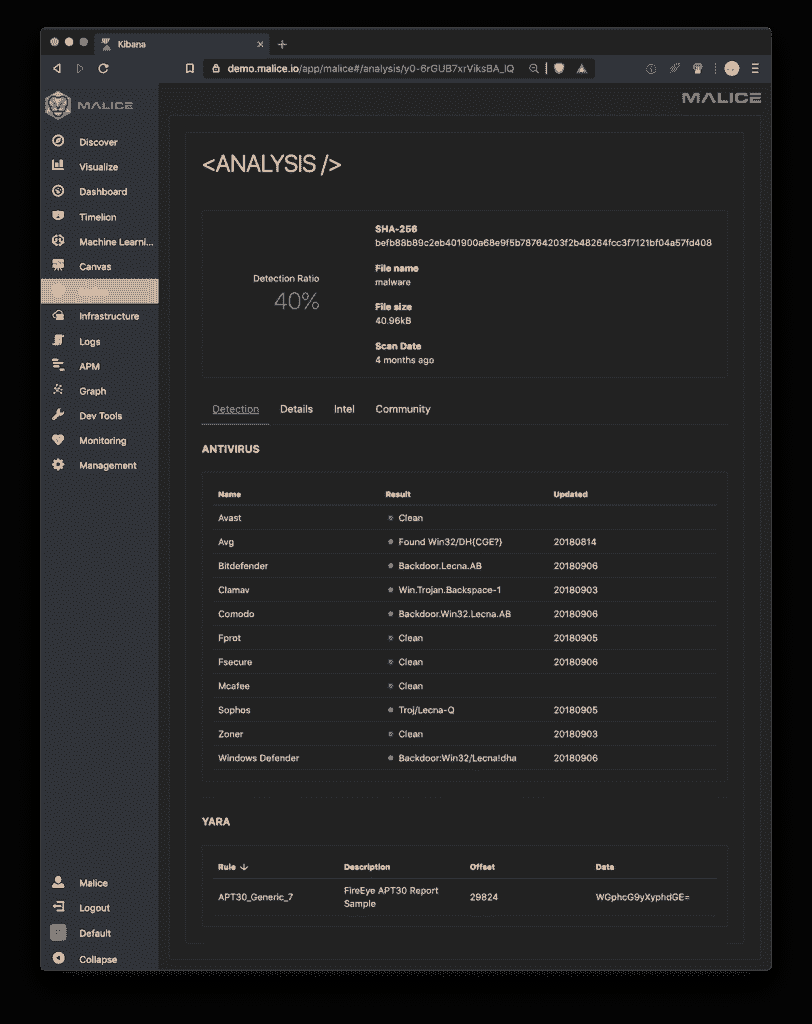 Kibana
demo.malice.io/app/malice#/analysis/y0-6rGUB7xrViksBA_IQ
MALICE
MALICE
Discover
Visualize
Dashboard
Timelion
Machine Learni...
Canvas
Infrastructure
Logs
APM
Graph
Dev Tools
Monitoring
Management
Malice
Logout
Default
Collapse
<ANALYSIS />
Detection Ratio
40%
SHA-256
befb88b89c2eb401900a68e9f5b78764203f2b48264fcc3f7121bf04a57fd408
File name
malware
File size
40.96kB
Scan Date
4 months ago
Detection Details Intel Community
ANTIVIRUS
Name Result Updated
Avast Clean
Avg Found Win32/DH{CGE?} 20180814
Bitdefender Backdoor.Lecna.AB 20180906
Clamav Win.Trojan.Backspace-1 20180903
Comodo Backdoor.Win32.Lecna.AB 20180906
Fprot Clean 20180905
Fsecure Clean 20180906
Mcafee Clean
Sophos Troj/Lecna-Q 20180905
Zoner Clean 20180903
Windows Defender Backdoor:Win32/Lecna!dha 20180906
YARA
Rule Description Offset Data
APT30_Generic_7 FireEye APT30 Report Sample 29824 WGphcG9yXyphdGE=